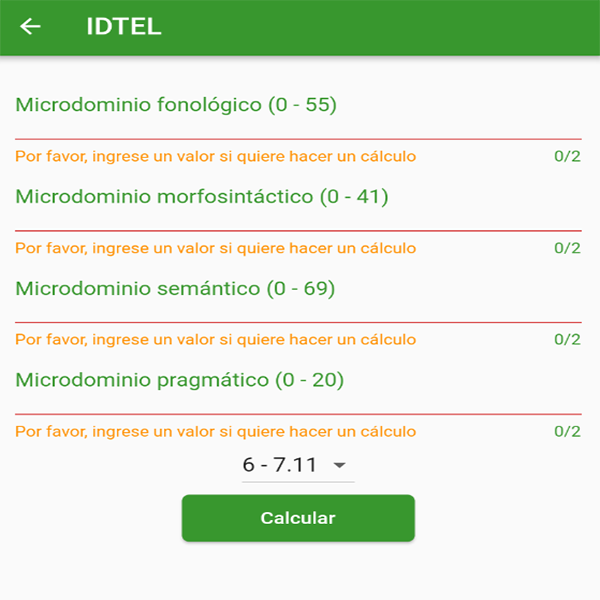 IDTEL
Microdominio fonológico (0 - 55)
Por favor, ingrese un valor si quiere hacer un cálculo 0/2
Microdominio morfosintáctico (0 - 41)
Por favor, ingrese un valor si quiere hacer un cálculo 0/2
Microdominio semántico (0 - 69)
Por favor, ingrese un valor si quiere hacer un cálculo 0/2
Microdominio pragmático (0 - 20)
Por favor, ingrese un valor si quiere hacer un cálculo 0/2
6 - 7.11
Calcular